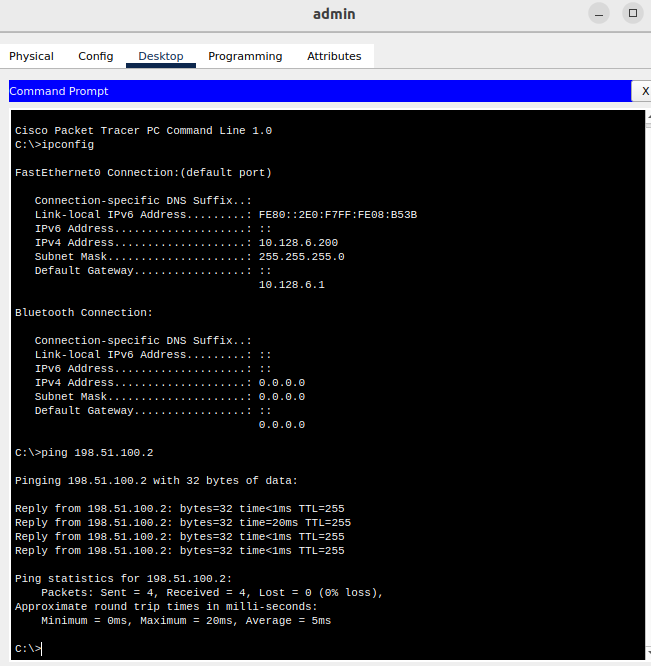 admin
Physical Config Desktop Programming Attributes
Command Prompt X
Cisco Packet Tracer PC Command Line 1.0
C:\>ipconfig
FastEthernet0 Connection:(default port)
Connection-specific DNS Suffix..:
Link-local IPv6 Address.........: FE80::2E0:F7FF:FE08:B53B
IPv6 Address....................: ::
IPv4 Address....................: 10.128.6.200
Subnet Mask.....................: 255.255.255.0
Default Gateway.................: ::
10.128.6.1
Bluetooth Connection:
Connection-specific DNS Suffix..:
Link-local IPv6 Address.........: ::
IPv6 Address....................: ::
IPv4 Address....................: 0.0.0.0
Subnet Mask.....................: 0.0.0.0
Default Gateway.................: ::
0.0.0.0
C:\>ping 198.51.100.2
Pinging 198.51.100.2 with 32 bytes of data:
Reply from 198.51.100.2: bytes=32 time<1ms TTL=255
Reply from 198.51.100.2: bytes=32 time=20ms TTL=255
Reply from 198.51.100.2: bytes=32 time<1ms TTL=255
Reply from 198.51.100.2: bytes=32 time<1ms TTL=255
Ping statistics for 198.51.100.2:
Packets: Sent = 4, Received = 4, Lost = 0 (0% loss),
Approximate round trip times in milli-seconds:
Minimum = 0ms, Maximum = 20ms, Average = 5ms
C:\>